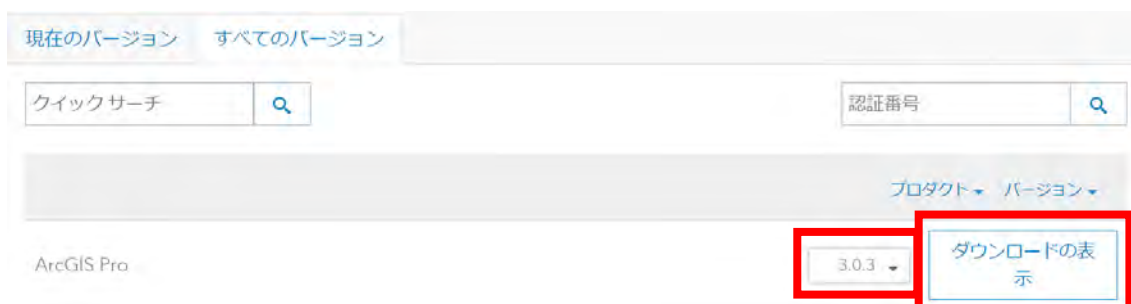 現在のバージョン すべてのバージョン
クイックサーチ 認証番号
プロダクト バージョン
ArcGIS Pro 3.0.3 ダウンロードの表
示